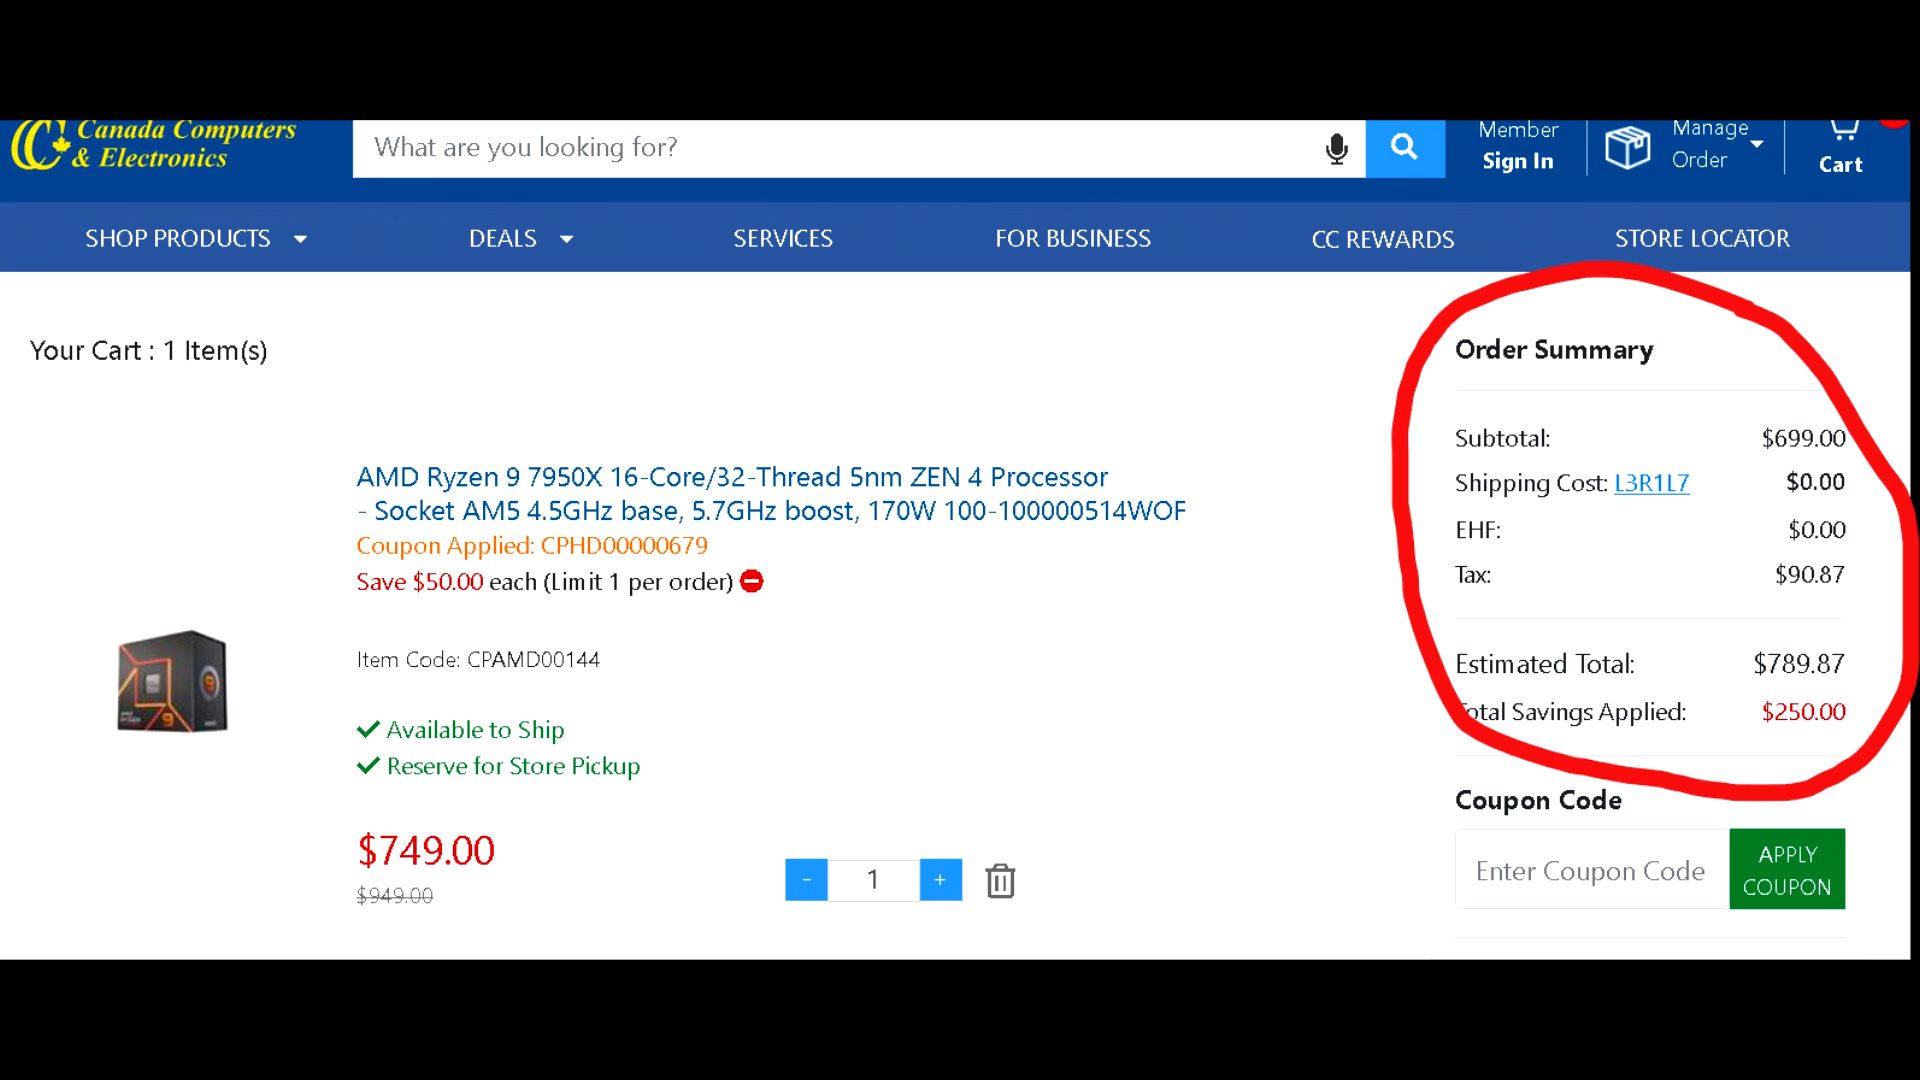 Canada Computers
& Electronics
What are you looking for?
Member
Sign In
Manage
Order
Cart
SHOP PRODUCTS
DEALS
SERVICES
FOR BUSINESS
CC REWARDS
STORE LOCATOR
Your Cart : 1 Item(s)
AMD Ryzen 9 7950X 16-Core/32-Thread 5nm ZEN 4 Processor
- Socket AM5 4.5GHz base, 5.7GHz boost, 170W 100-100000514WOF
Coupon Applied: CPHD00000679
Save $50.00 each (Limit 1 per order)
Item Code: CPAMD00144
Available to Ship
Reserve for Store Pickup
$749.00
$949.00
- 1 +
Order Summary
Subtotal: $699.00
Shipping Cost: L3R1L7 $0.00
EHF: $0.00
Tax: $90.87
Estimated Total: $789.87
Total Savings Applied: $250.00
Coupon Code
Enter Coupon Code
APPLY
COUPON